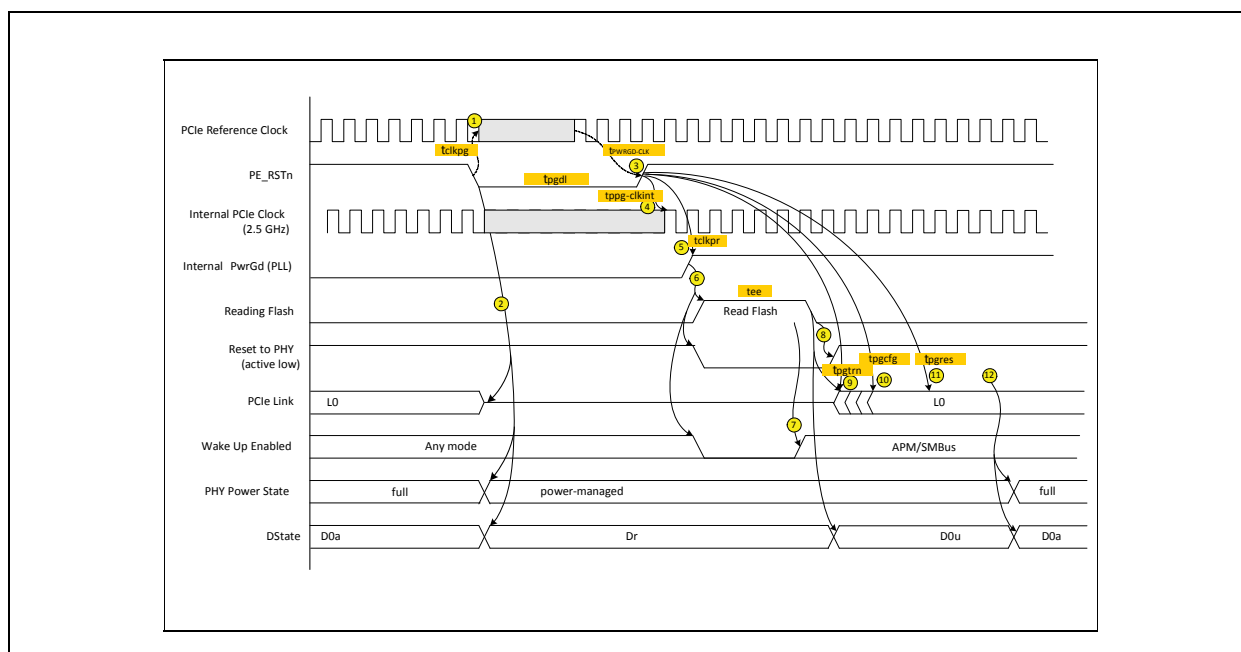 1
PCIe Reference Clock
tclkpg
tPWRGD-CLK
3
PE_RSTn
tpgdl
tppg-clkint
4
Internal PCIe Clock
(2.5 GHz)
5
tclkpr
Internal PwrGd (PLL)
6
tee
2
Reading Flash
Read Flash
8
Reset to PHY
(active low)
tpgcfg
tpgres
tpgtrn
9
10
11
12
PCIe Link
L0
L0
7
Wake Up Enabled
Any mode
APM/SMBus
PHY Power State
full
power-managed
full
DState
D0a
Dr
D0u
D0a